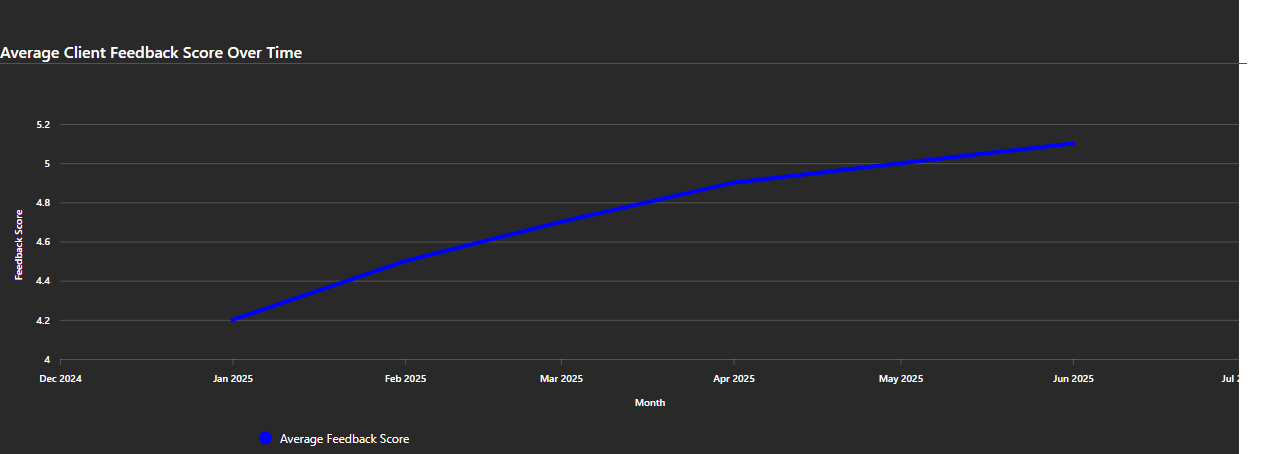 Average Client Feedback Score Over Time
5.2
5
4.8
4.6
4.4
4.2
4
Feedback Score
Dec 2024 Jan 2025 Feb 2025 Mar 2025 Apr 2025 May 2025 Jun 2025 Jul 2
Month
Average Feedback Score